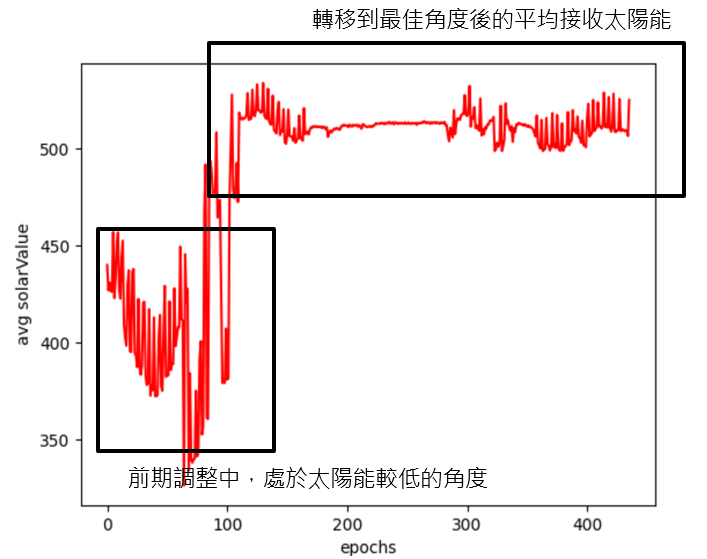 轉移到最佳角度後的平均接收太陽能
500
450
400
350
avg solarValue
前期調整中，處於太陽能較低的角度
0 100 200 300 400
epochs